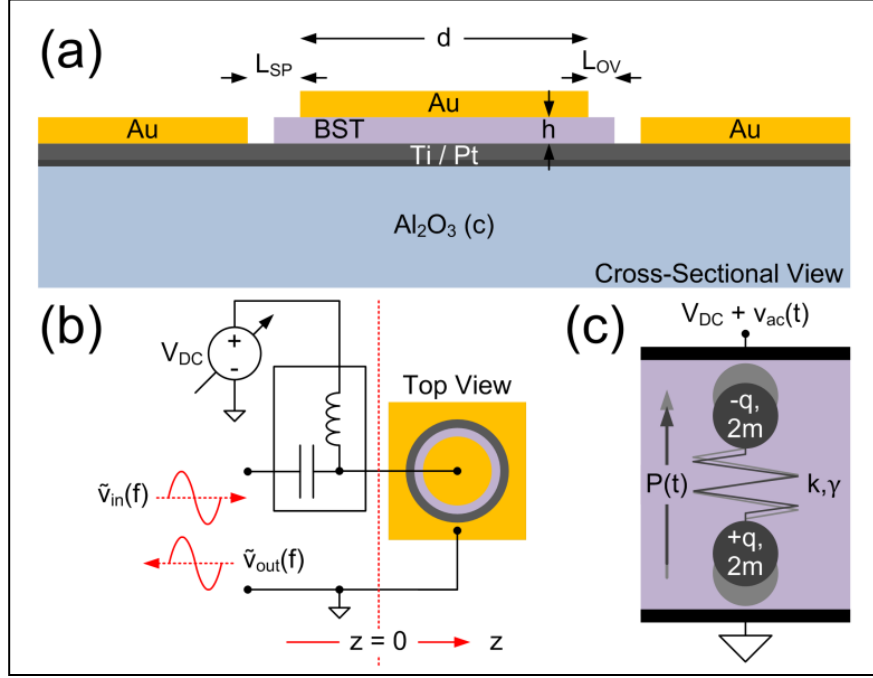 (a)
d
L_SP
L_OV
Au
Au
BST
h
Au
Ti / Pt
Al₂O₃ (c)
Cross-Sectional View
(b)
V_DC
+
-
Top View
ṽ_in(f)
ṽ_out(f)
z = 0
z
(c)
V_DC + v_ac(t)
-q,
2m
P(t)
k,γ
+q,
2m